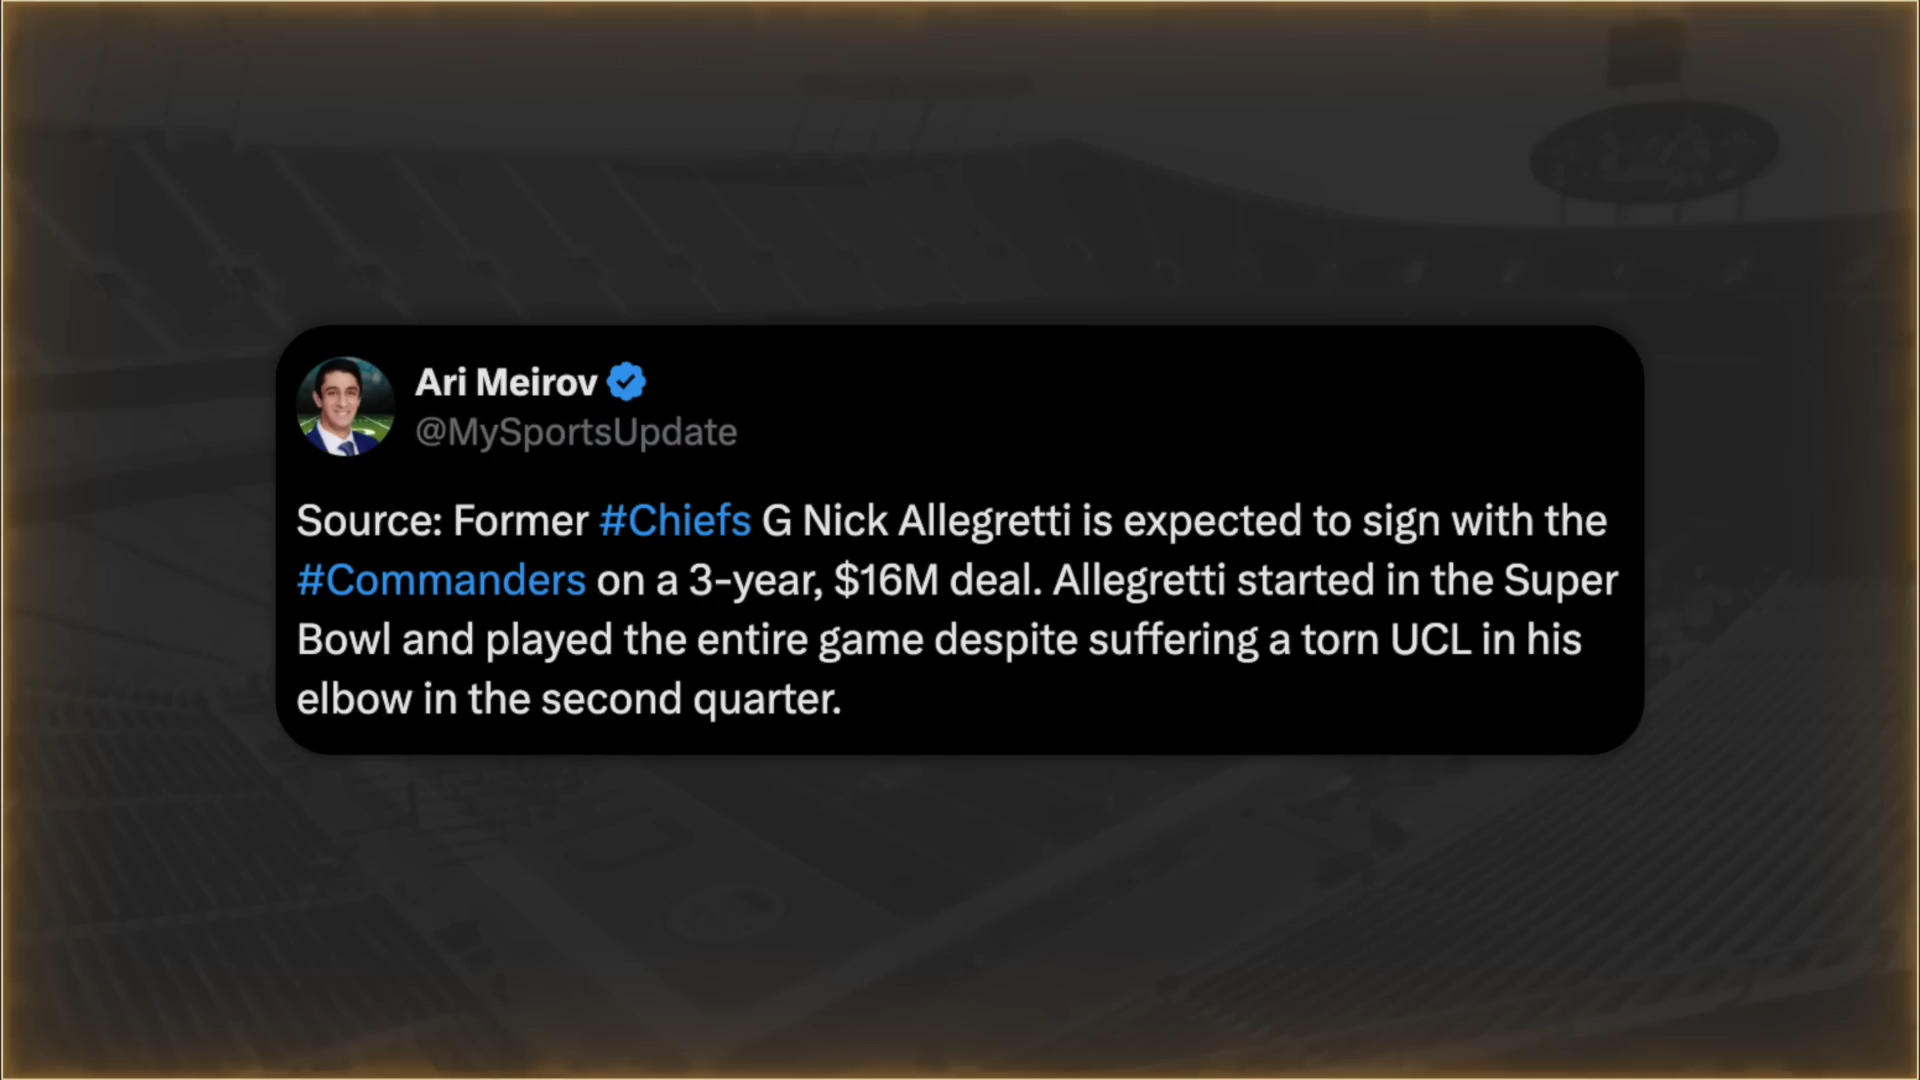 Ari Meirov
@MySportsUpdate
Source: Former #Chiefs G Nick Allegretti is expected to sign with the
#Commanders on a 3-year, $16M deal. Allegretti started in the Super
Bowl and played the entire game despite suffering a torn UCL in his
elbow in the second quarter.